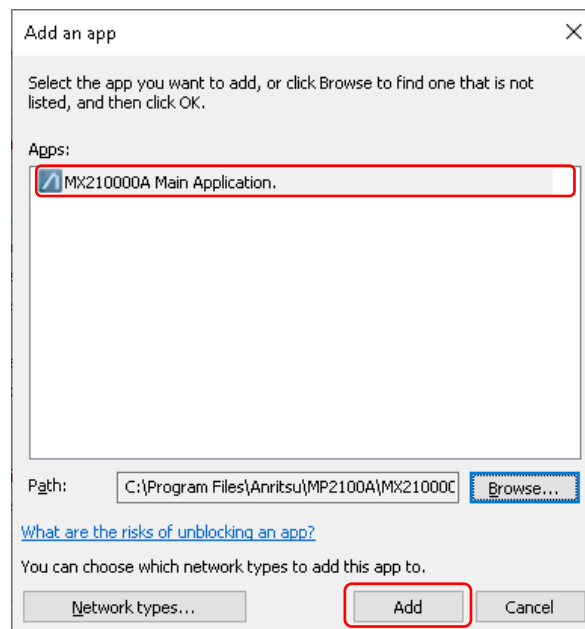 Add an app
Select the app you want to add, or click Browse to find one that is not
listed, and then click OK.
Apps:
MX210000A Main Application.
Path:
C:\Program Files\Anritsu\MP2100A\MX21000C
Browse...
What are the risks of unblocking an app?
You can choose which network types to add this app to.
Network types...
Add
Cancel